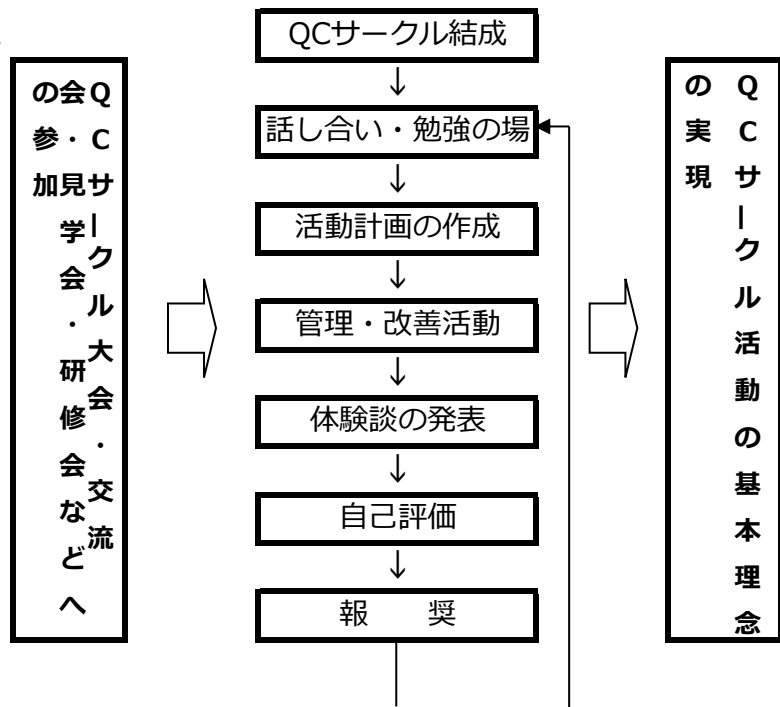 QCサークル大会・交流
会・見学会・研修会などへ
の参加
QCサークル結成
↓
話し合い・勉強の場
↓
活動計画の作成
↓
管理・改善活動
↓
体験談の発表
↓
自己評価
↓
報　奨
QCサークル活動の基本理念
の実現